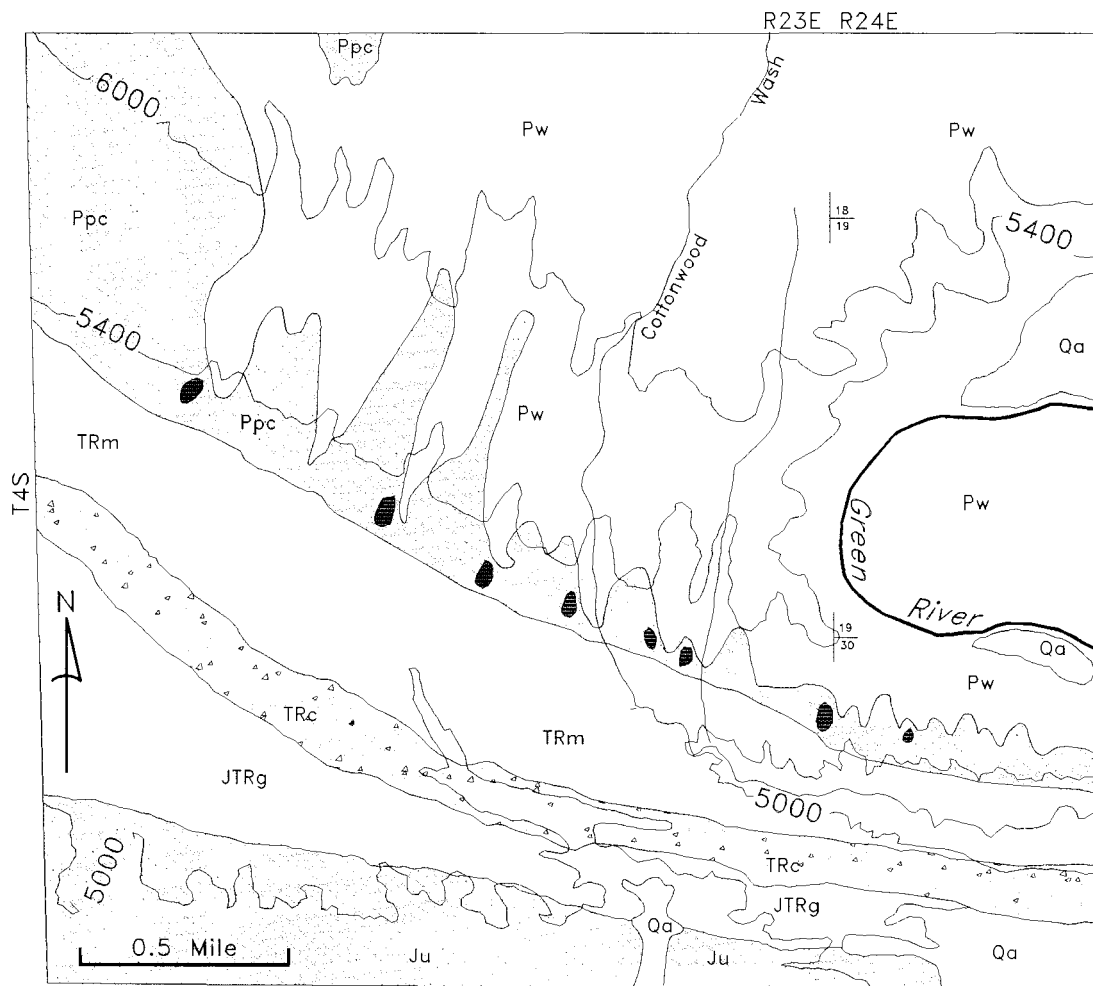 R23E R24E
Ppc
Wash
6000
Pw
Pw
Ppc
18
19
5400
Cottonwood
5400
Qa
Ppc
Pw
TRm
T4S
Pw
Green
N
River
19
30
Qa
Pw
TRc
TRm
JTRg
5000
5000
TRc
JTRg
0.5 Mile
Qa
Ju
Ju
Qa